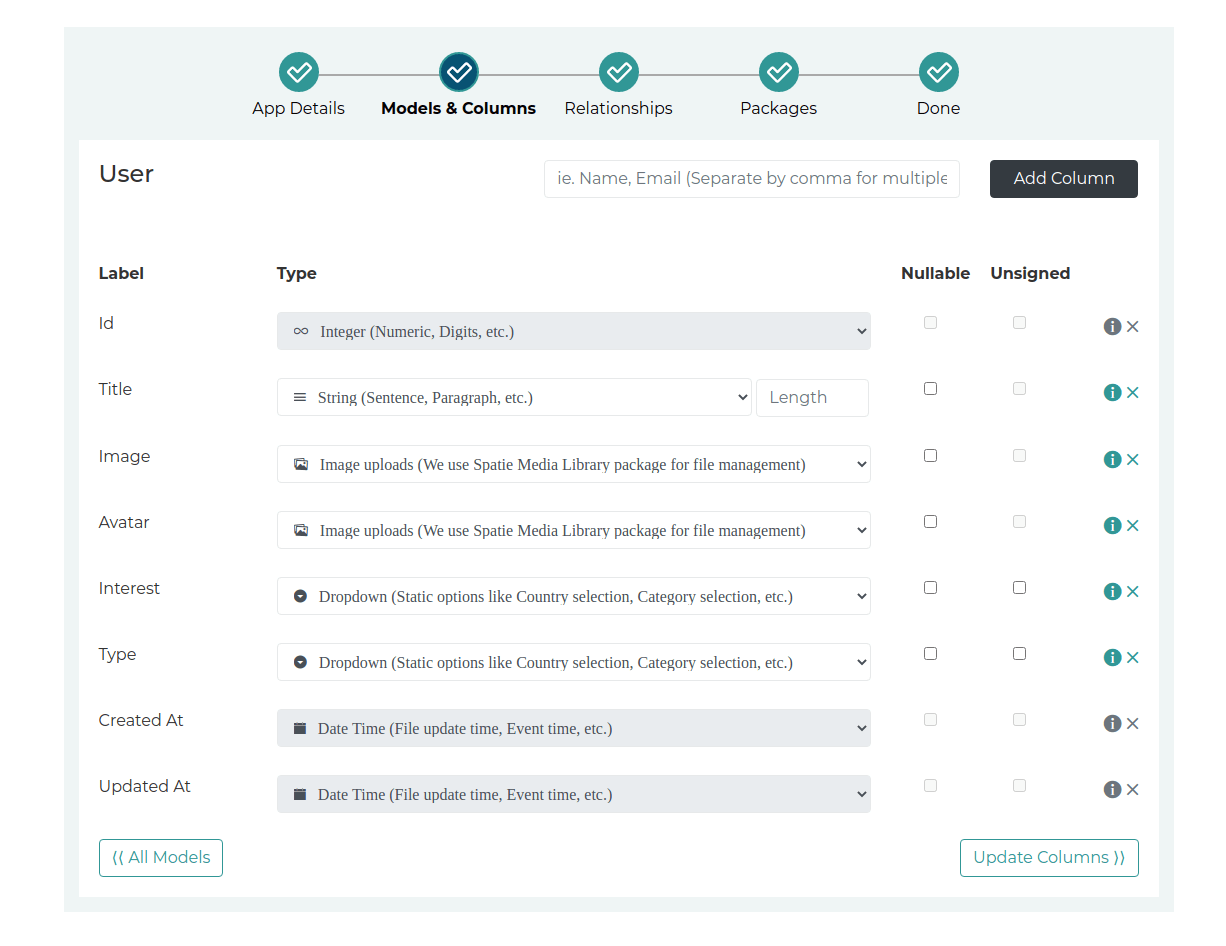 App Details Models & Columns Relationships Packages Done
User ie. Name, Email (Separate by comma for multiple Add Column
Label Type Nullable Unsigned
Id Integer (Numeric, Digits, etc.)
Title String (Sentence, Paragraph, etc.) Length
Image Image uploads (We use Spatie Media Library package for file management)
Avatar Image uploads (We use Spatie Media Library package for file management)
Interest Dropdown (Static options like Country selection, Category selection, etc.)
Type Dropdown (Static options like Country selection, Category selection, etc.)
Created At Date Time (File update time, Event time, etc.)
Updated At Date Time (File update time, Event time, etc.)
⟨⟨ All Models Update Columns ⟩⟩